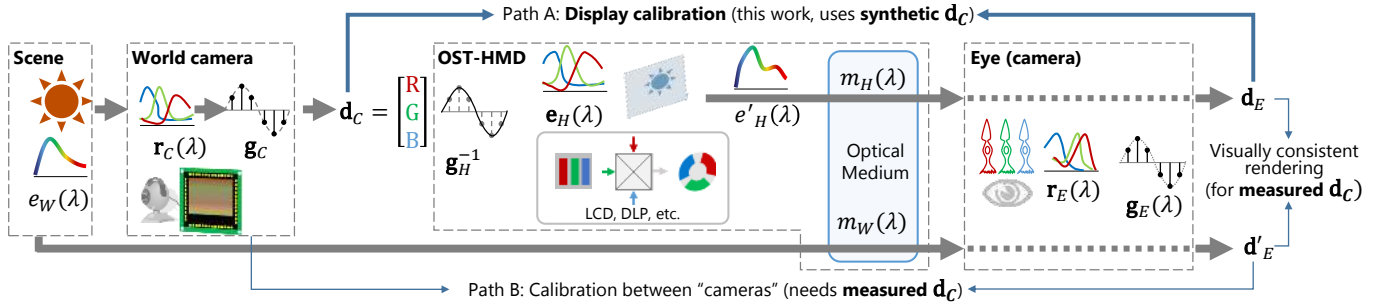 Path A: Display calibration (this work, uses synthetic d_C)
Scene
World camera
OST-HMD
Eye (camera)
e_W(λ)
r_C(λ)
g_C
d_C =
R
G
B
g_H^{-1}
e_H(λ)
e'_H(λ)
LCD, DLP, etc.
m_H(λ)
Optical
Medium
m_W(λ)
r_E(λ)
g_E(λ)
d_E
Visually consistent
rendering
(for measured d_C)
d'_E
Path B: Calibration between "cameras" (needs measured d_C)